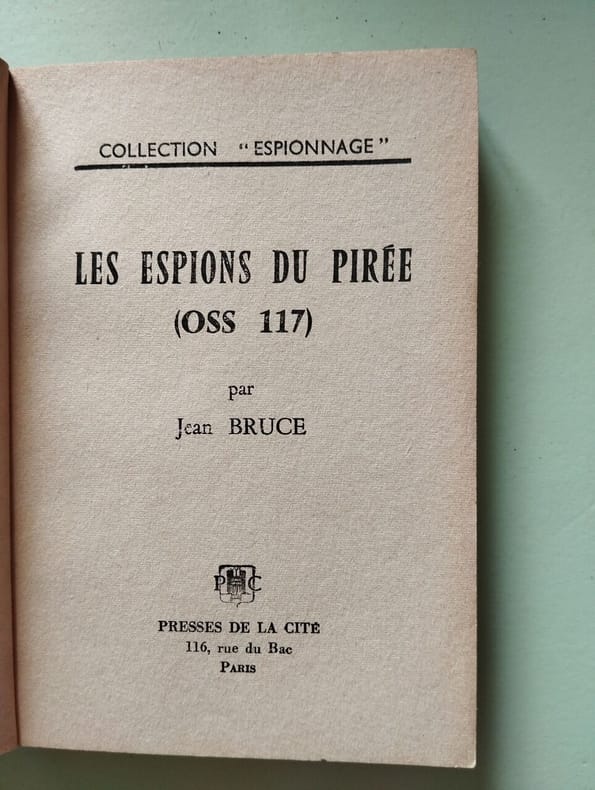 COLLECTION "ESPIONNAGE"
LES ESPIONS DU PIRÉE
(OSS 117)
par
Jean BRUCE
P C
PRESSES DE LA CITÉ
116, rue du Bac
PARIS